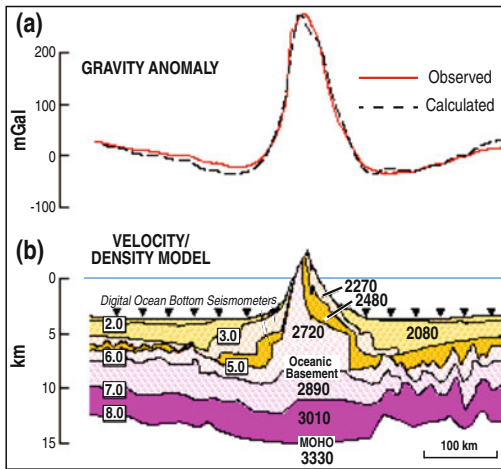 (a)
GRAVITY ANOMALY
Observed
Calculated
mGal
200
100
0
-100
(b) VELOCITY/
DENSITY MODEL
0
5
10
15
km
Digital Ocean Bottom Seismometers
2270
2480
2.0
3.0
2720
2080
6.0
5.0
Oceanic
Basement
7.0
2890
8.0
3010
MOHO
3330
100 km